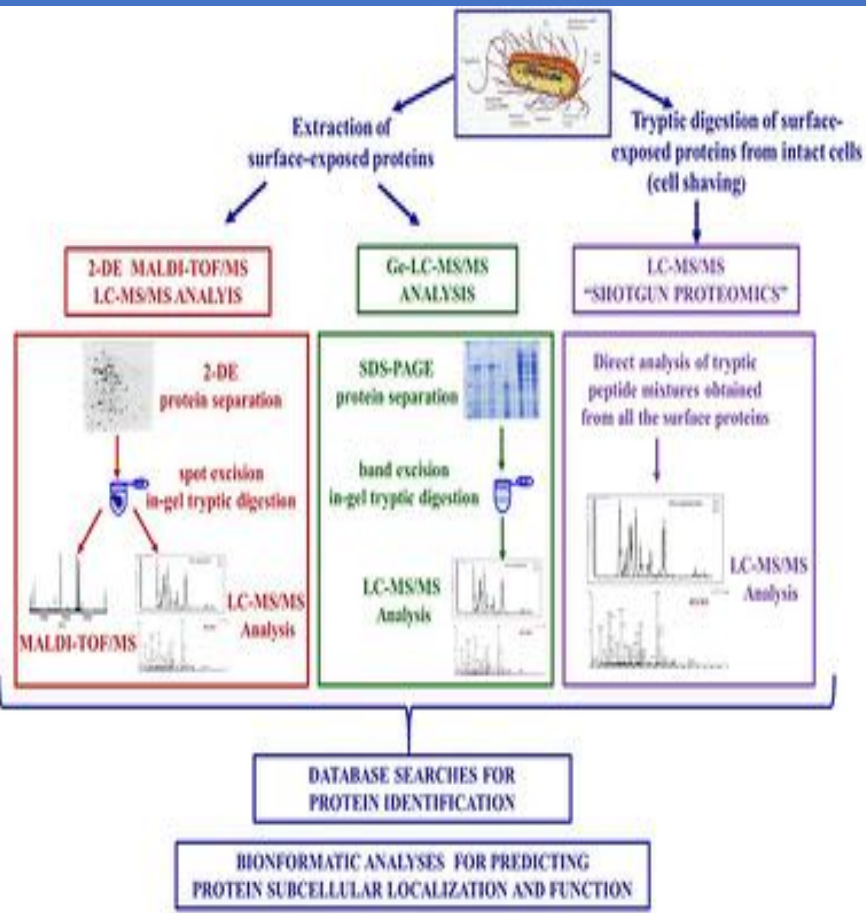 Extraction of
surface-exposed proteins
Tryptic digestion of surface-
exposed proteins from intact cells
(cell shaving)
2-DE MALDI-TOF/MS
LC-MS/MS ANALYIS
Ge-LC-MS/MS
ANALYSIS
LC-MS/MS
“SHOTGUN PROTEOMICS”
2-DE
protein separation
spot excision
in-gel tryptic digestion
MALDI-TOF/MS
LC-MS/MS
Analysis
SDS-PAGE
protein separation
band excision
in-gel tryptic digestion
LC-MS/MS
Analysis
Direct analysis of tryptic
peptide mixtures obtained
from all the surface proteins
LC-MS/MS
Analysis
DATABASE SEARCHES FOR
PROTEIN IDENTIFICATION
BIONFORMATIC ANALYSES FOR PREDICTING
PROTEIN SUBCELLULAR LOCALIZATION AND FUNCTION